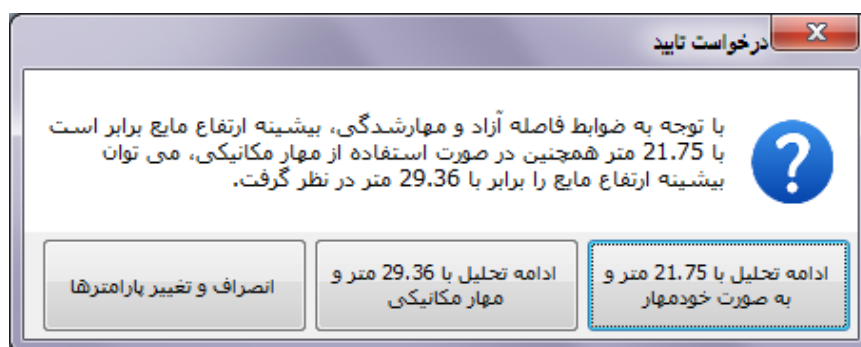 درخواست تایید
با توجه به ضوابط فاصله آزاد و مهارشدگی، بیشینه ارتفاع مایع برابر است
با 21.75 متر همچنین در صورت استفاده از مهار مکانیکی، می توان
بیشینه ارتفاع مایع را برابر با 29.36 متر در نظر گرفت.
ادامه تحلیل با 21.75 متر و
به صورت خودمهار
ادامه تحلیل با 29.36 متر و
مهار مکانیکی
انصراف و تغییر پارامترها